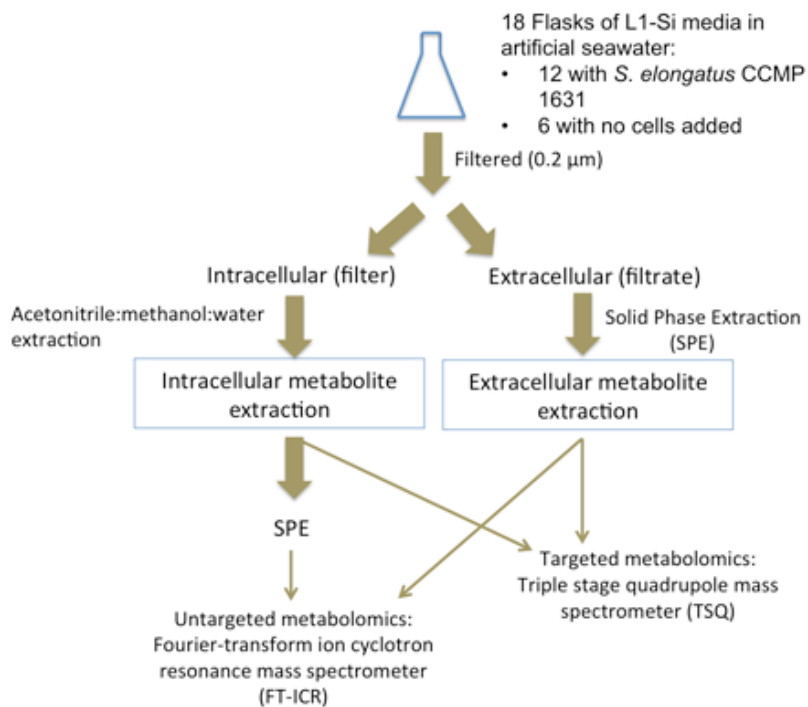 18 Flasks of L1-Si media in
artificial seawater:
• 12 with S. elongatus CCMP
1631
• 6 with no cells added
Filtered (0.2 μm)
Intracellular (filter)
Extracellular (filtrate)
Acetonitrile:methanol:water
extraction
Solid Phase Extraction
(SPE)
Intracellular metabolite
extraction
Extracellular metabolite
extraction
SPE
Targeted metabolomics:
Triple stage quadrupole mass
spectrometer (TSQ)
Untargeted metabolomics:
Fourier-transform ion cyclotron
resonance mass spectrometer
(FT-ICR)